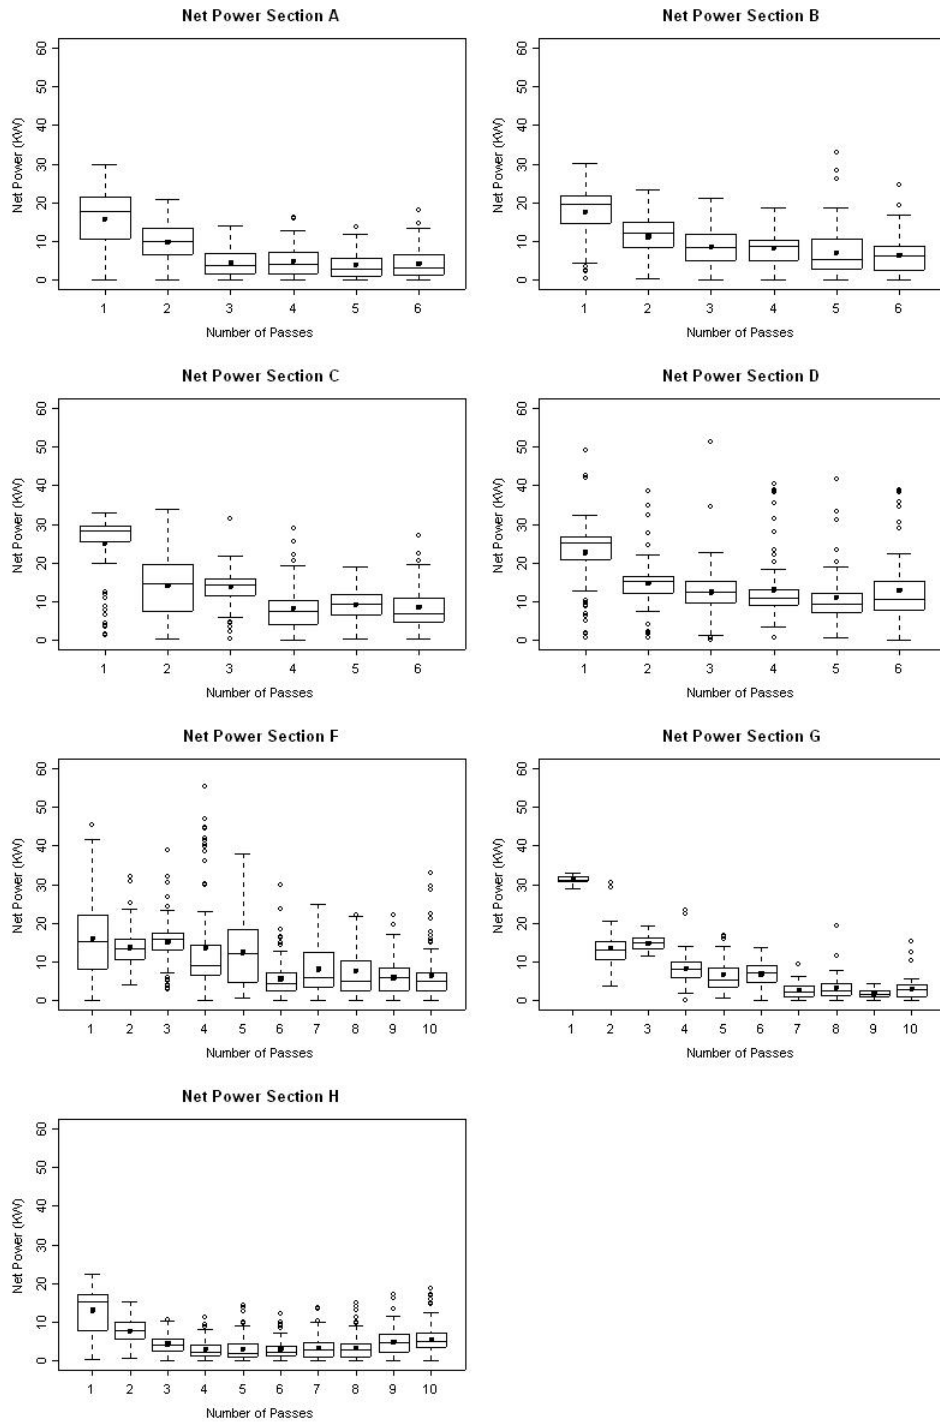 Net Power Section A
Net Power (KW)
60
50
40
30
20
10
0
1 2 3 4 5 6
Number of Passes
Net Power Section B
Net Power (KW)
60
50
40
30
20
10
0
1 2 3 4 5 6
Number of Passes
Net Power Section C
Net Power (KW)
60
50
40
30
20
10
0
1 2 3 4 5 6
Number of Passes
Net Power Section D
Net Power (KW)
60
50
40
30
20
10
0
1 2 3 4 5 6
Number of Passes
Net Power Section F
Net Power (KW)
60
50
40
30
20
10
0
1 2 3 4 5 6 7 8 9 10
Number of Passes
Net Power Section G
Net Power (KW)
60
50
40
30
20
10
0
1 2 3 4 5 6 7 8 9 10
Number of Passes
Net Power Section H
Net Power (KW)
60
50
40
30
20
10
0
1 2 3 4 5 6 7 8 9 10
Number of Passes